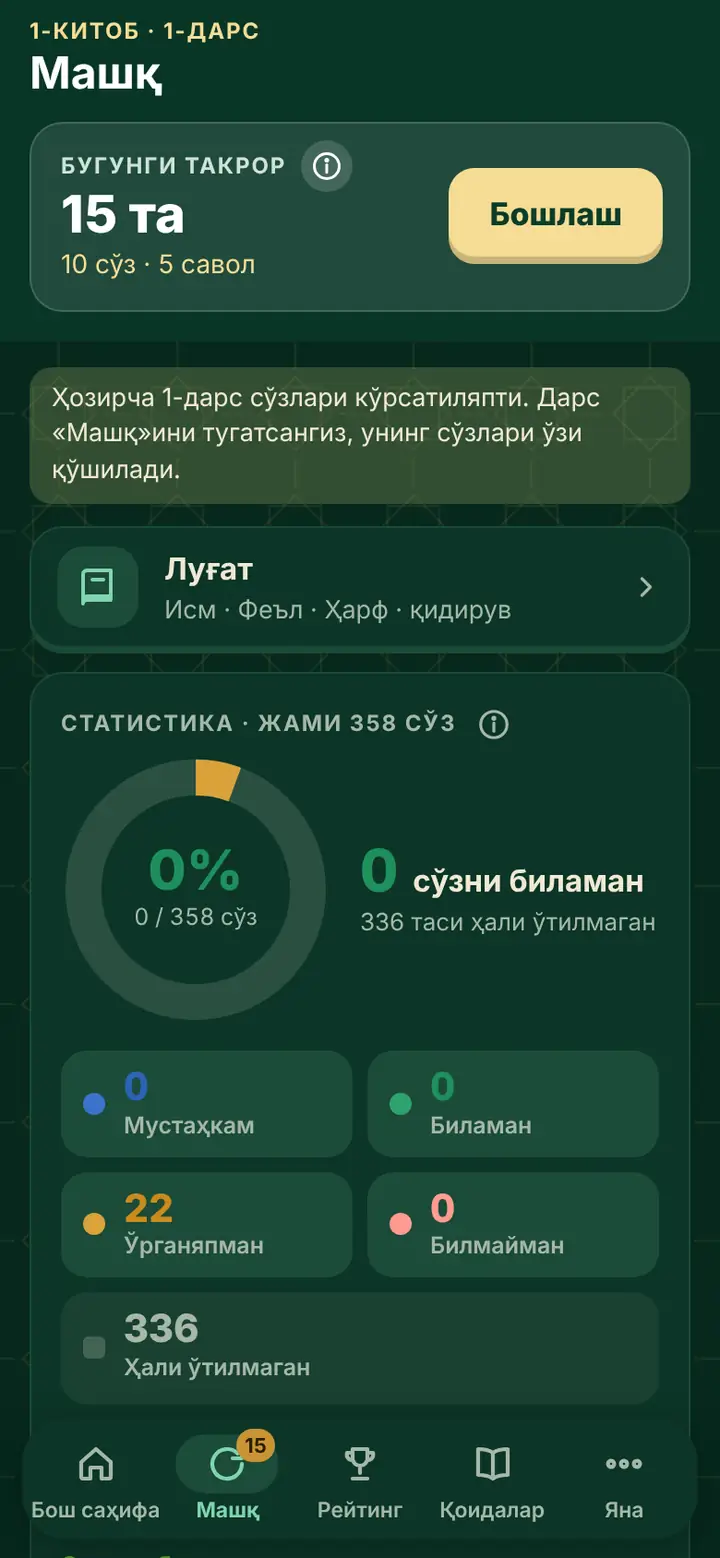 1-КИТОБ · 1-ДАРС
Машқ
БУГУНГИ ТАКРОР
15 та
10 сўз · 5 савол
Бошлаш
Ҳозирча 1-дарс сўзлари кўрсатиляпти. Дарс
«Машқ»ини тугатсангиз, унинг сўзлари ўзи
қўшилади.
Луғат
Исм · Феъл · Ҳарф · қидирув
СТАТИСТИКА · ЖАМИ 358 СЎЗ
0%
0 / 358 сўз
0 сўзни биламан
336 таси ҳали ўтилмаган
0
Мустаҳкам
0
Биламан
22
Ўрганяпман
0
Билмайман
336
Ҳали ўтилмаган
15
Бош саҳифа
Машқ
Рейтинг
Қоидалар
Яна